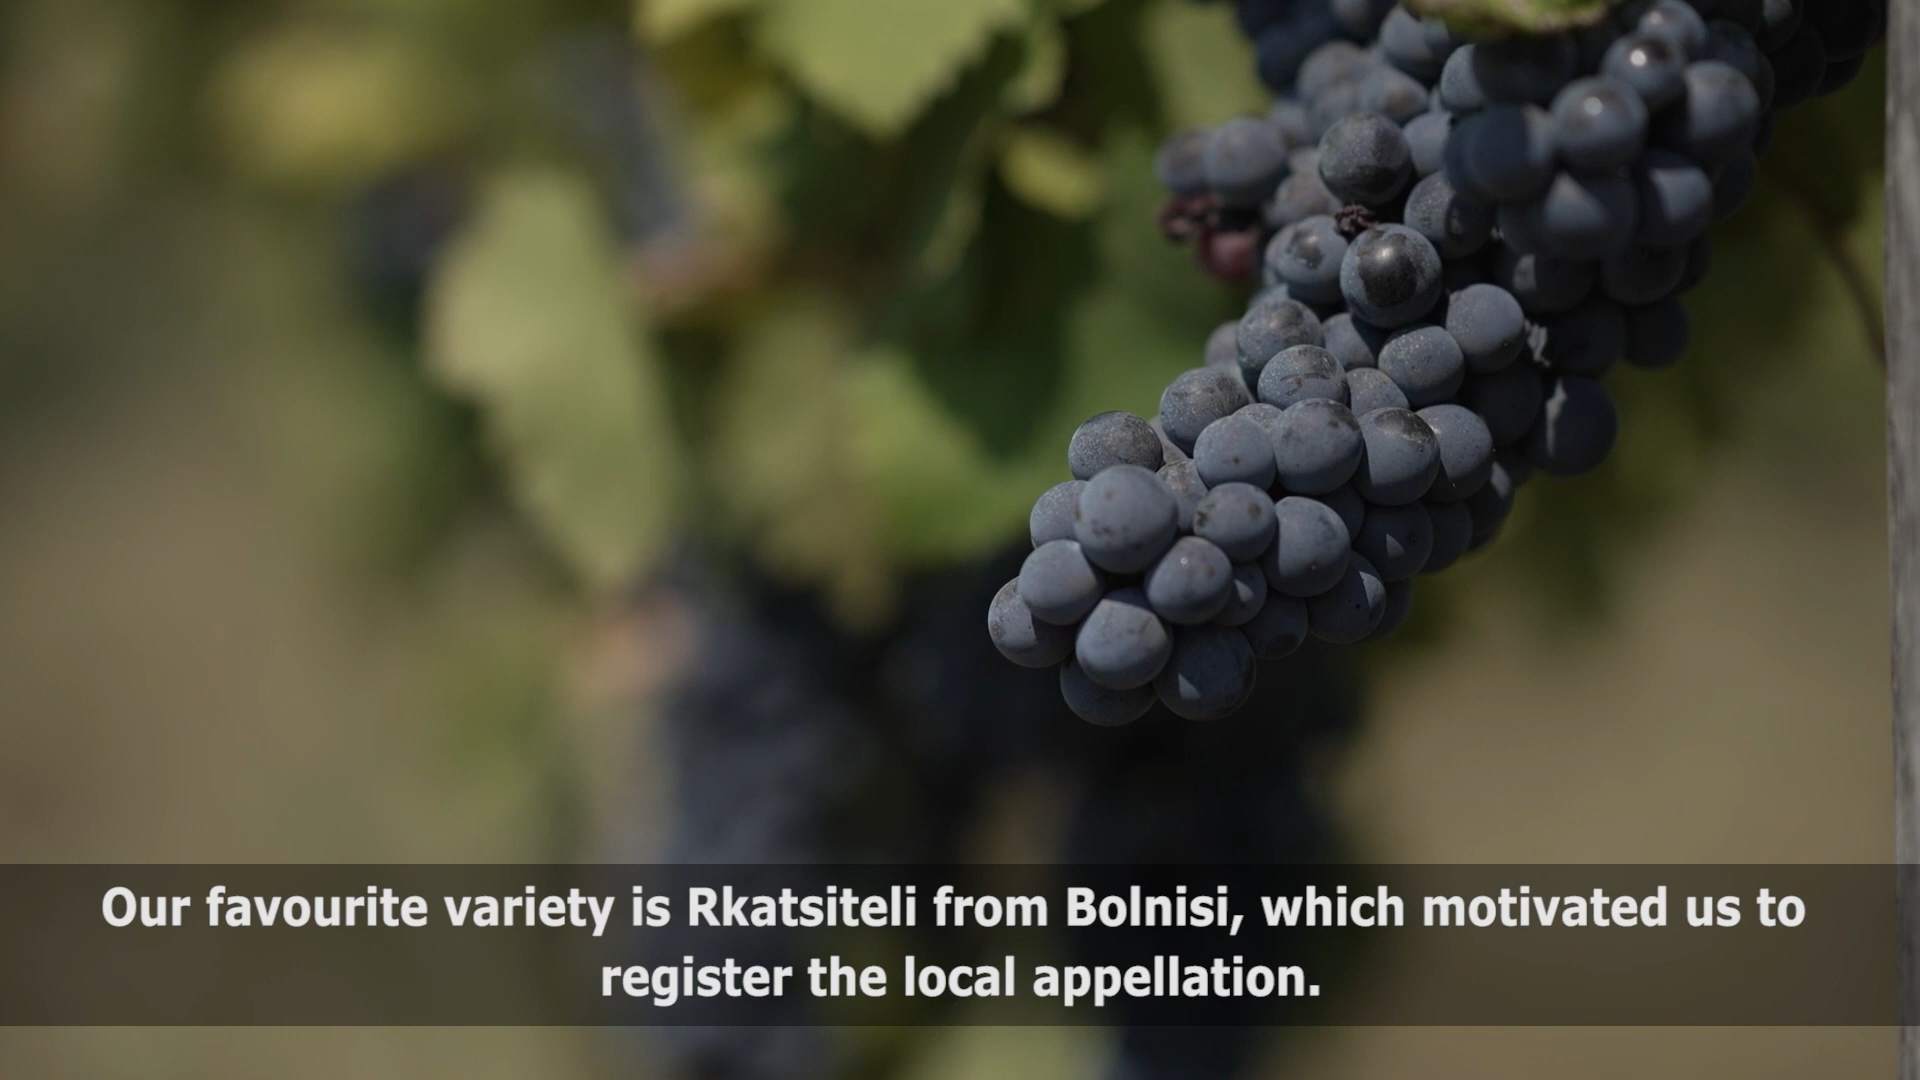 Our favourite variety is Rkatsiteli from Bolnisi, which motivated us to
register the local appellation.